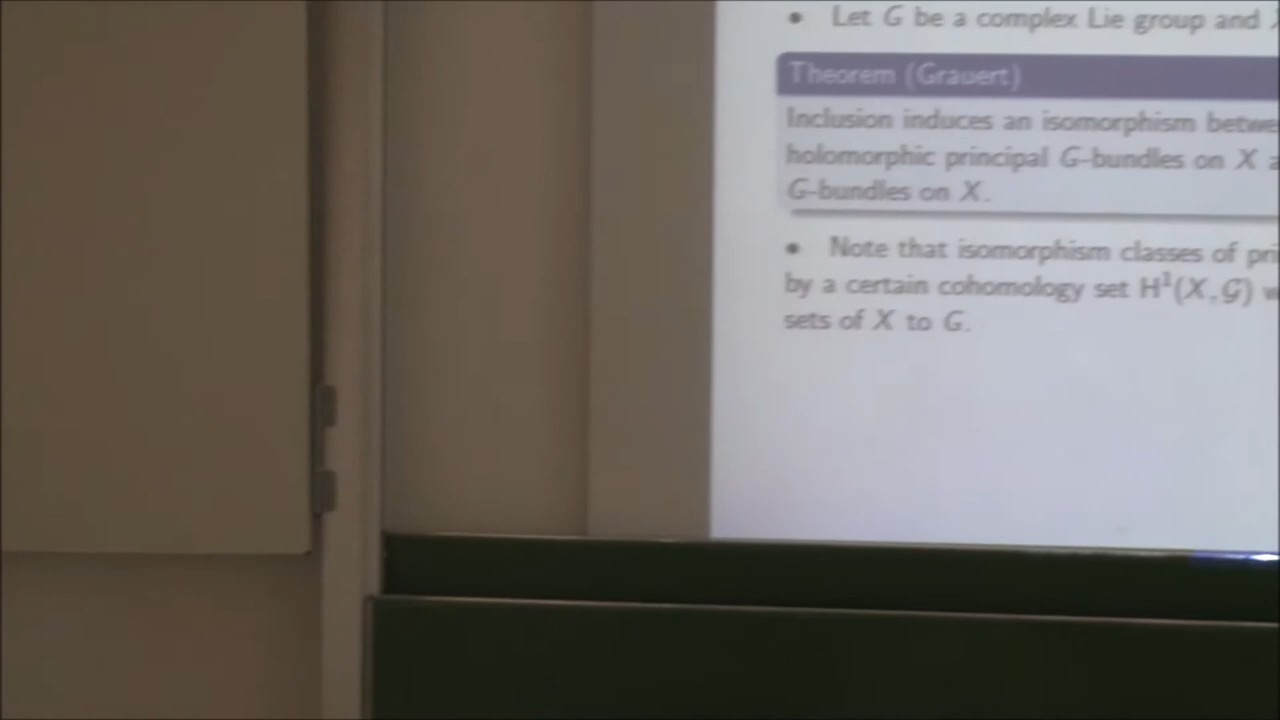 • Let G be a complex Lie group and
Theorem (Grauert)
Inclusion induces an isomorphism betwe
holomorphic principal G-bundles on X a
G-bundles on X.
• Note that isomorphism classes of pri
by a certain cohomology set H¹(X, 𝒢) w
sets of X to G.